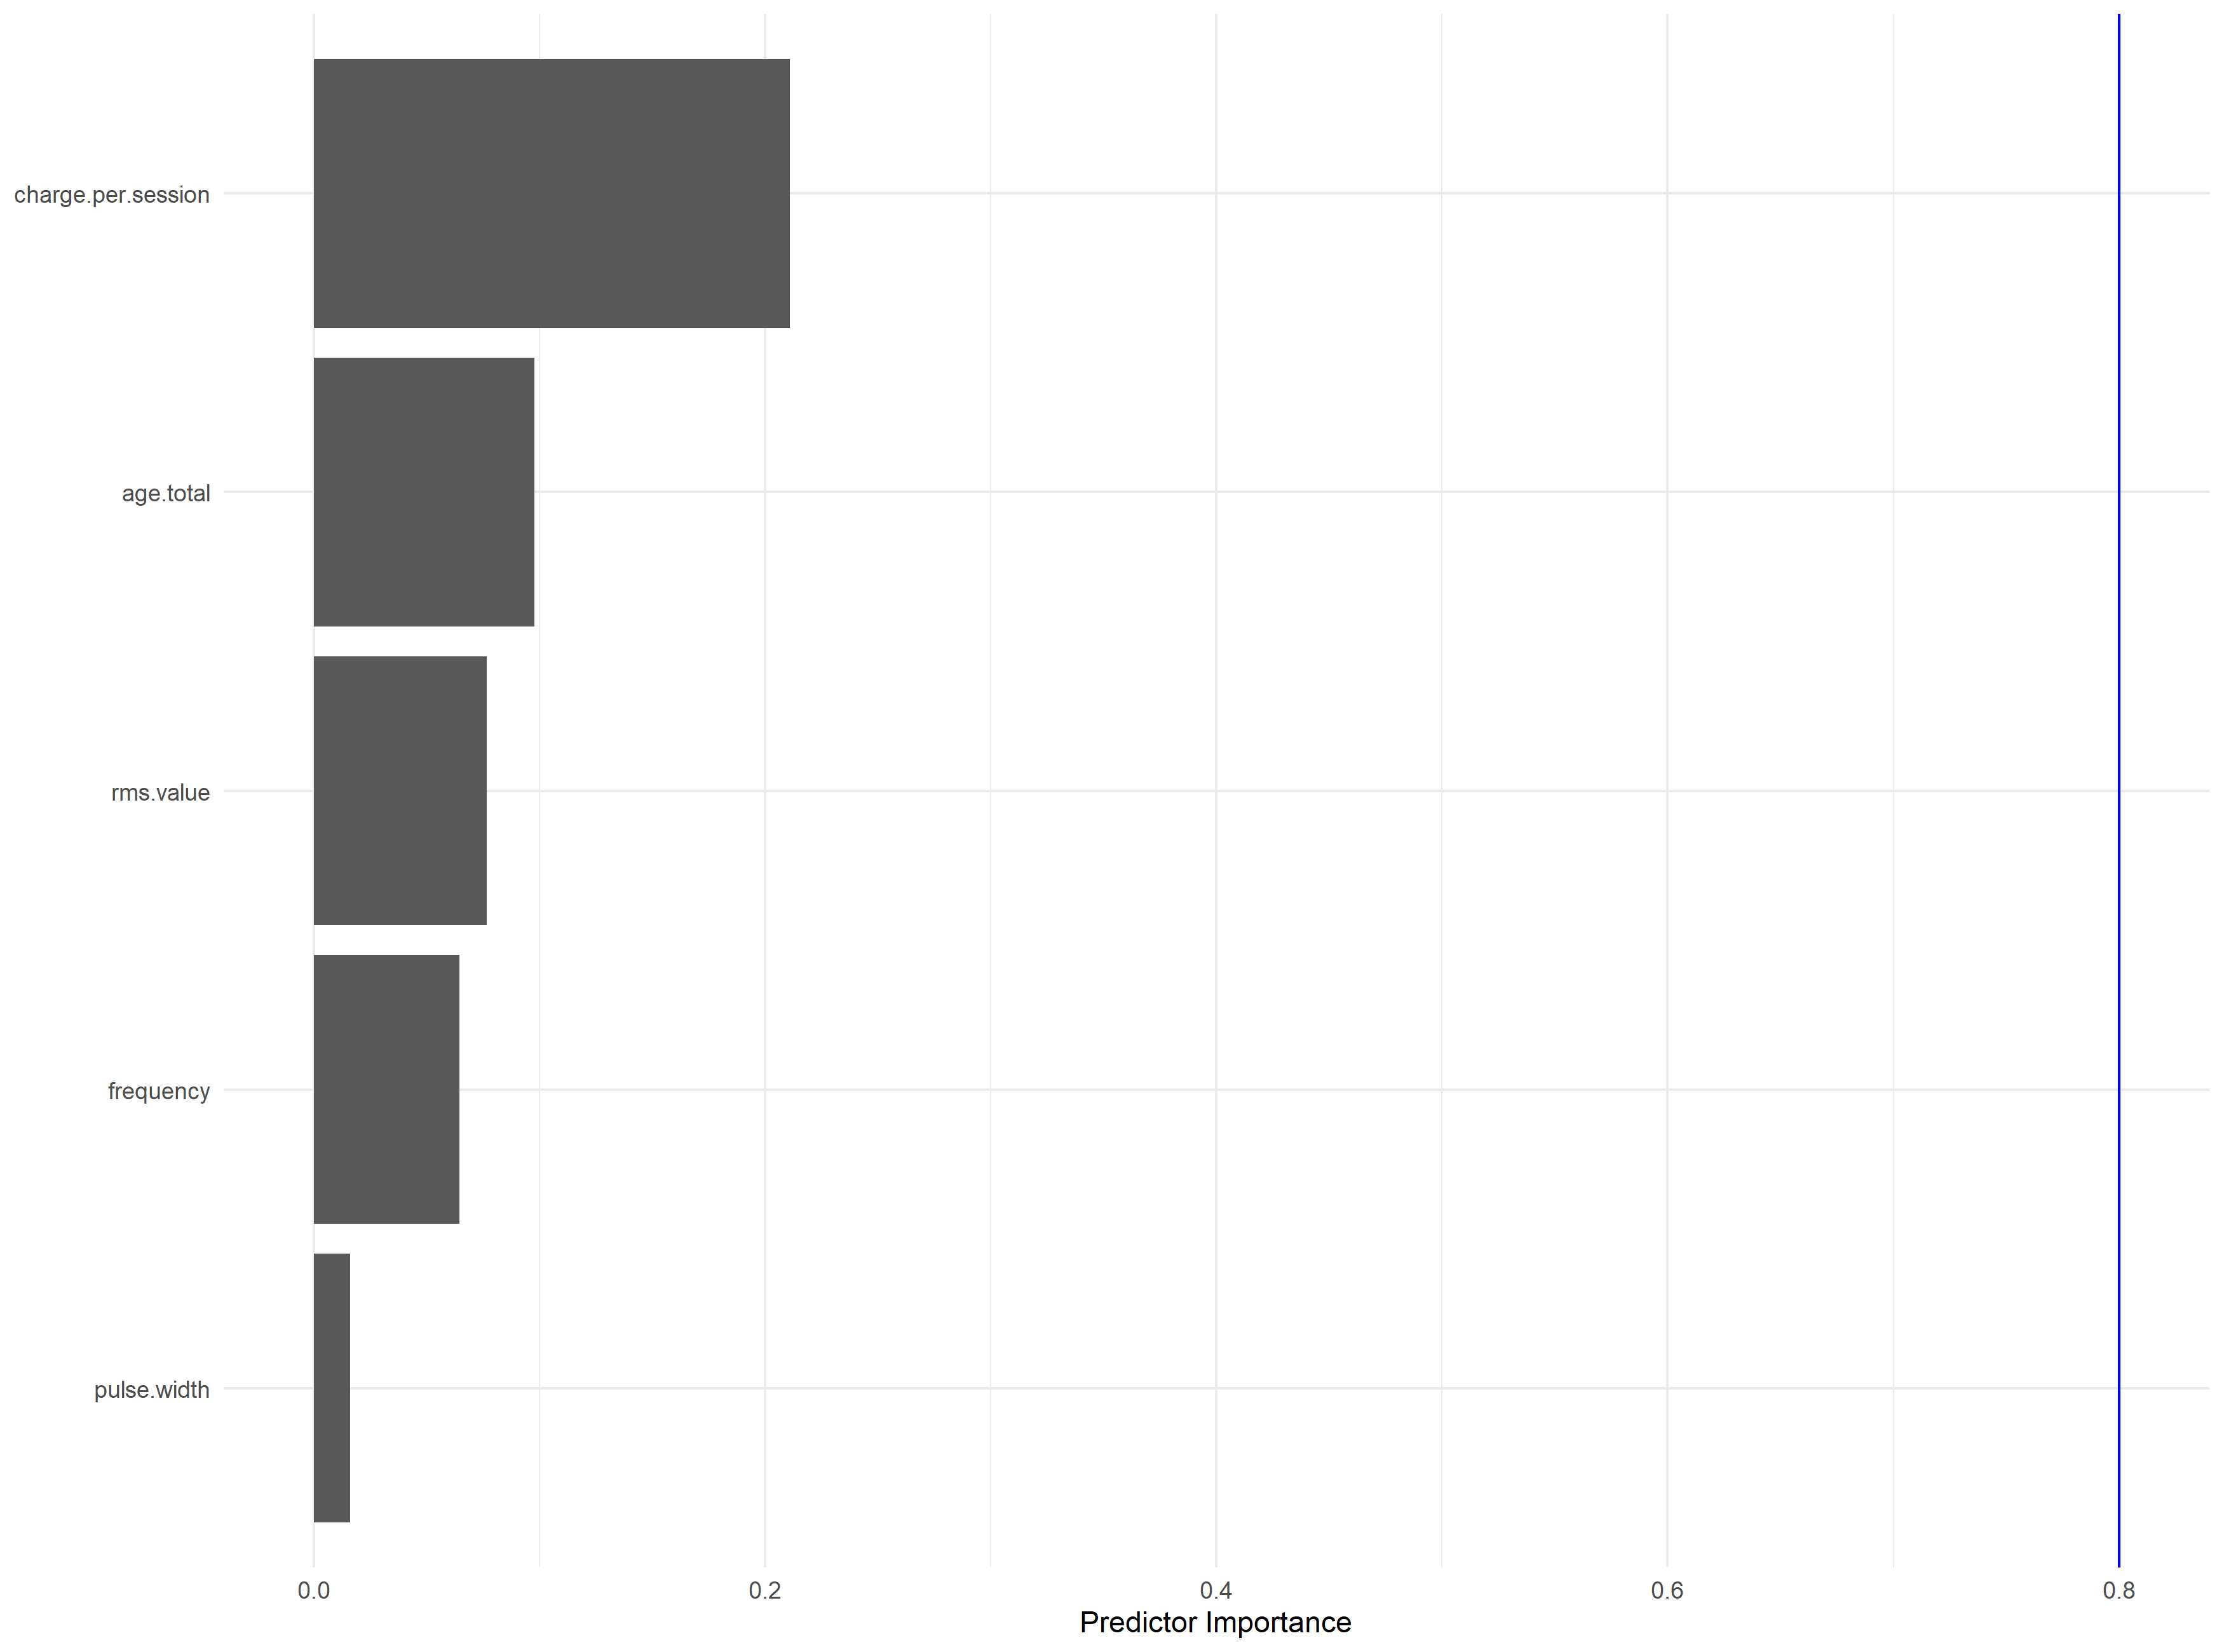 charge.per.session
age.total
rms.value
frequency
pulse.width
0.0 0.2 0.4 0.6 0.8
Predictor Importance